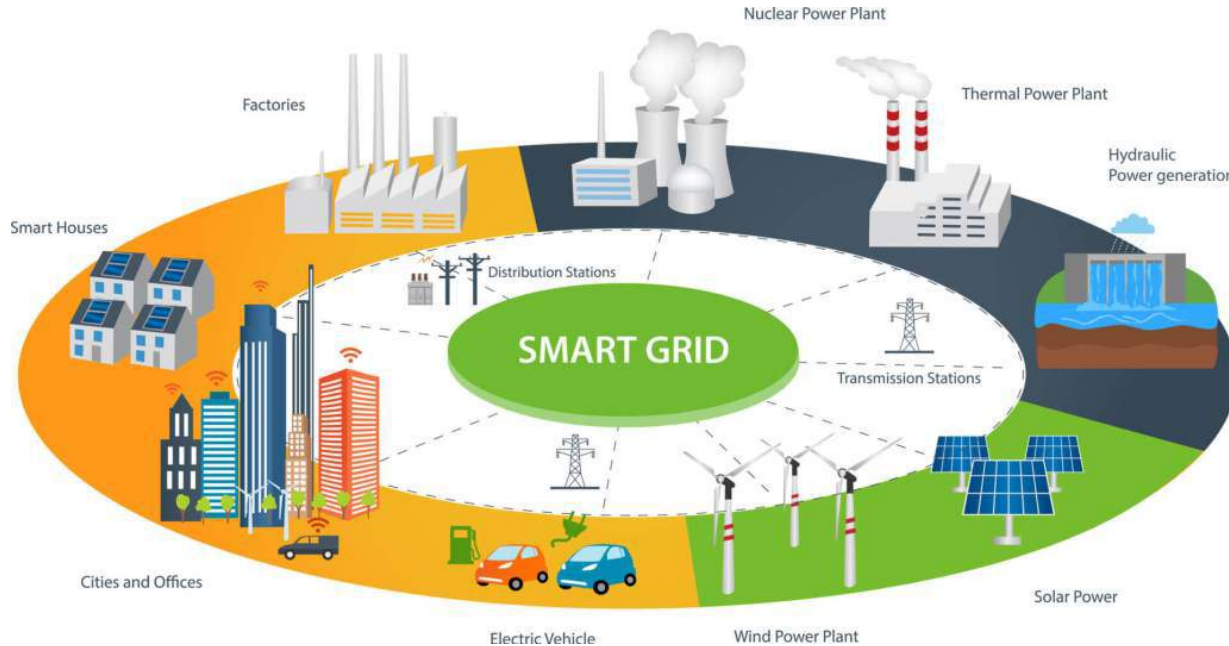 Nuclear Power Plant
Factories
Thermal Power Plant
Hydraulic
Power generation
Smart Houses
Distribution Stations
SMART GRID
Transmission Stations
Cities and Offices
Solar Power
Electric Vehicle
Wind Power Plant